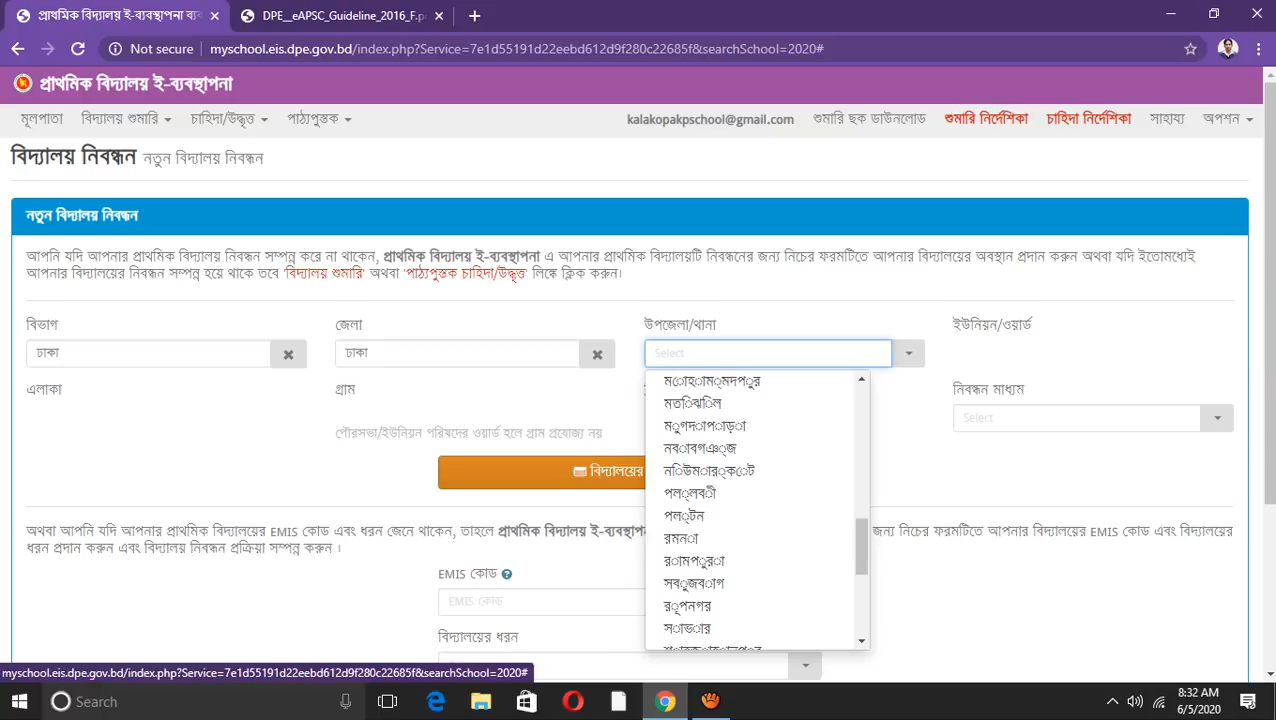 প্রাথমিক বিদ্যালয় ই-ব্যবস্থাপনা ব্যব
DPE__eAPSC_Guideline_2016_F.p
Not secure
myschool.eis.dpe.gov.bd/index.php?Service=7e1d55191d22eebd612d9f280c22685f&searchSchool=2020#
প্রাথমিক বিদ্যালয় ই-ব্যবস্থাপনা
মূলপাতা বিদ্যালয় শুমারি চাহিদা/উদ্ধৃত্ত পাঠ্যপুস্তক kalakopakpschool@gmail.com শুমারি ছক ডাউনলোড শুমারি নির্দেশিকা চাহিদা নির্দেশিকা সাহায্য অপশন
বিদ্যালয় নিবন্ধন নতুন বিদ্যালয় নিবন্ধন
নতুন বিদ্যালয় নিবন্ধন
আপনি যদি আপনার প্রাথমিক বিদ্যালয় নিবন্ধন সম্পন্ন করে না থাকেন, প্রাথমিক বিদ্যালয় ই-ব্যবস্থাপনা এ আপনার প্রাথমিক বিদ্যালয়টি নিবন্ধনের জন্য নিচের ফরমটিতে আপনার বিদ্যালয়ের অবস্থান প্রদান করুন অথবা যদি ইতোমধ্যেই
আপনার বিদ্যালয়ের নিবন্ধন সম্পন্ন হয়ে থাকে তবে 'বিদ্যালয় শুমারি' অথবা 'পাঠ্যপুস্তক চাহিদা/উদ্ধৃত্ত' লিঙ্কে ক্লিক করুন।
বিভাগ জেলা উপজেলা/থানা ইউনিয়ন/ওয়ার্ড
ঢাকা ঢাকা Select
এলাকা গ্রাম নিবন্ধন মাধ্যম
Select
পৌরসভা/ইউনিয়ন পরিষদের ওয়ার্ড হলে গ্রাম প্রযোজ্য নয়
বিদ্যালয়ের
মোহাম্মদপুর
মতিঝিল
মুগদাপাড়া
নবাবগঞ্জ
নিউমার্কেট
পল্লবী
পল্টন
রমনা
রামপুরা
সবুজবাগ
রূপনগর
সাভার
অথবা আপনি যদি আপনার প্রাথমিক বিদ্যালয়ের EMIS কোড এবং ধরন জেনে থাকেন, তাহলে প্রাথমিক বিদ্যালয় ই-ব্যবস্থাপ জন্য নিচের ফরমটিতে আপনার বিদ্যালয়ের EMIS কোড এবং বিদ্যালয়ের
ধরন প্রদান করুন এবং বিদ্যালয় নিবন্ধন প্রক্রিয়া সম্পন্ন করুন ।
EMIS কোড
EMIS কোড
বিদ্যালয়ের ধরন
myschool.eis.dpe.gov.bd/index.php?Service=7e1d55191d22eebd612d9f280c22685f&searchSchool=2020#
Search
8:32 AM
6/5/2020